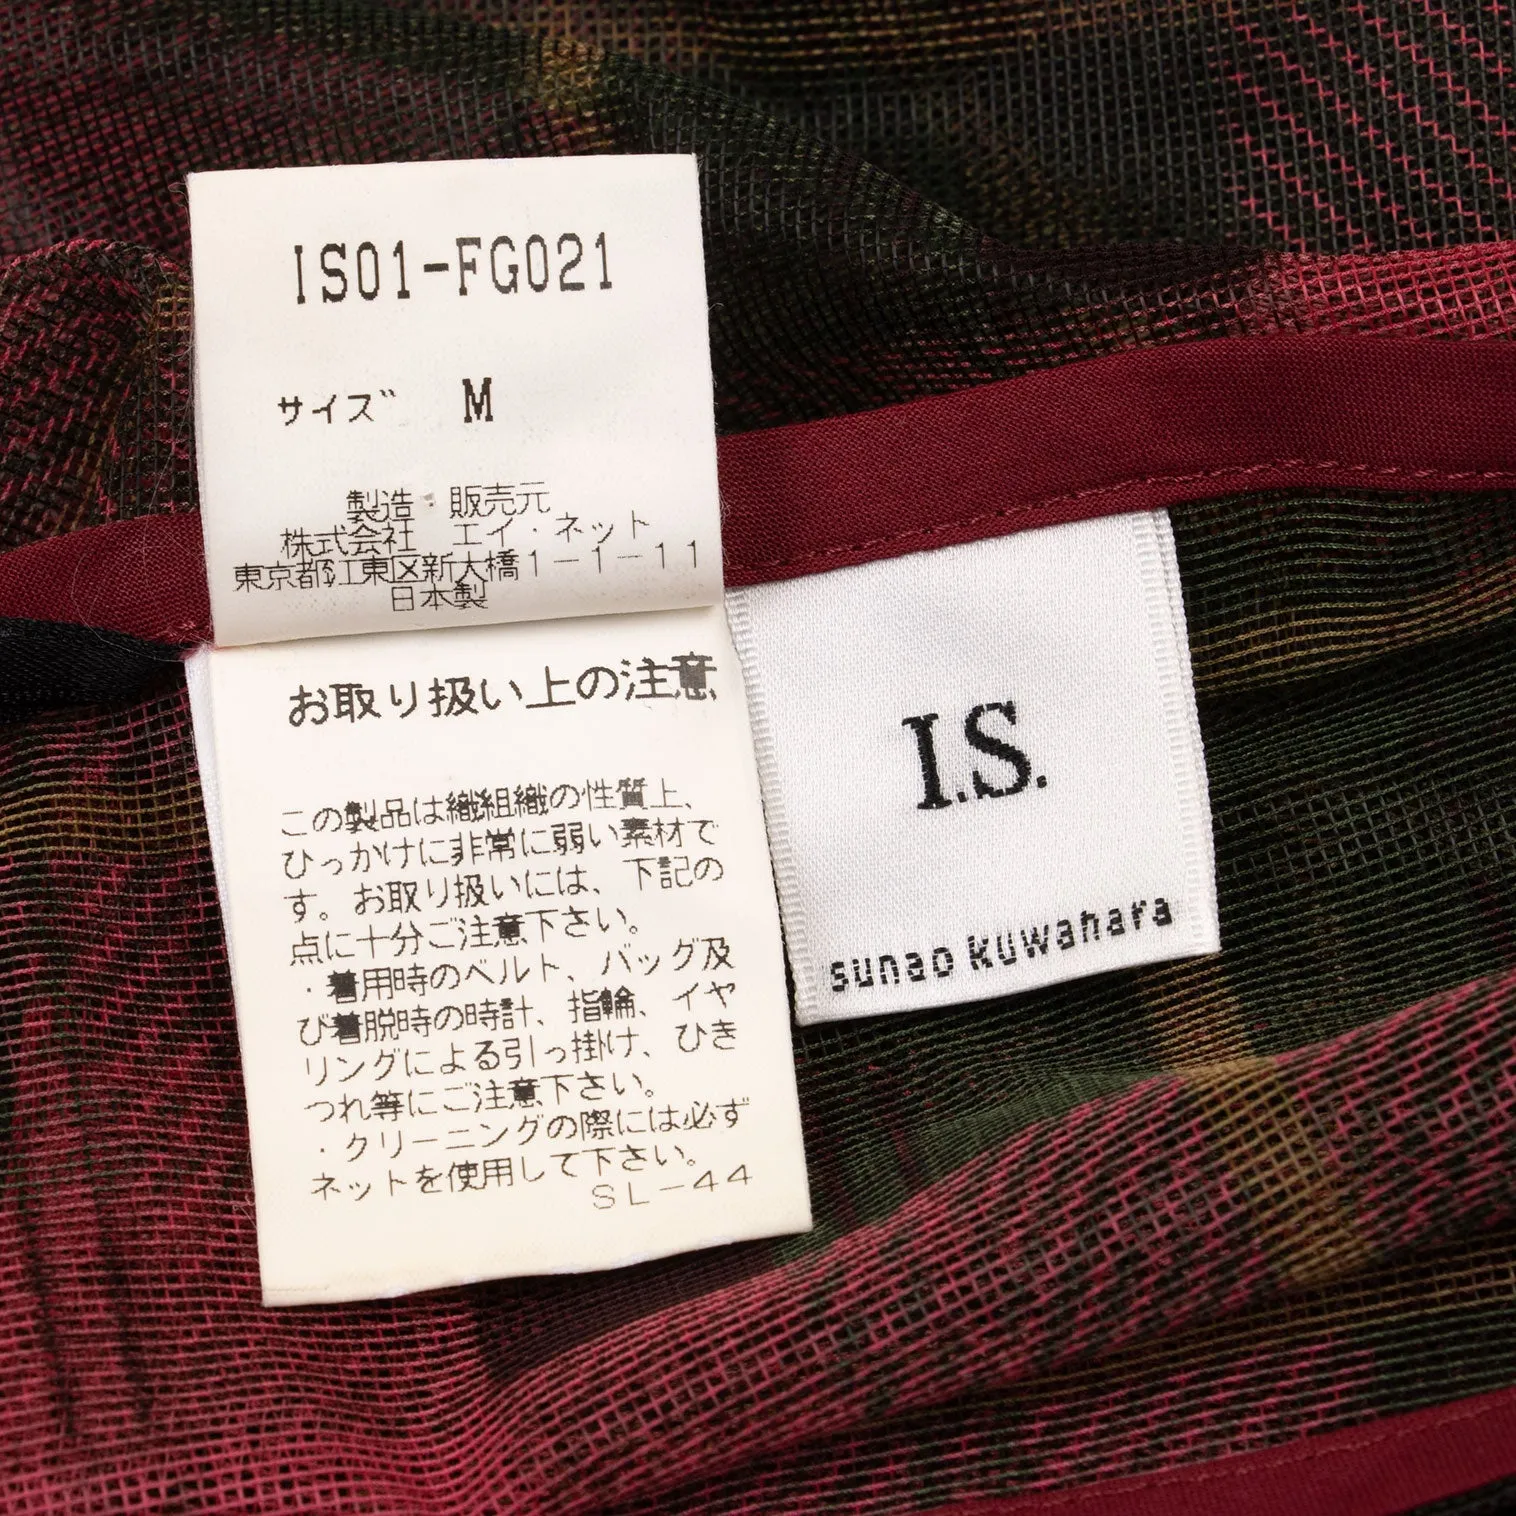 IS01-FG021
サイズ M
製造・販売元
株式会社 エイ・ネット
東京都江東区新大橋1-1-11
日本製
お取り扱い上の注意
この製品は織組織の性質上、
ひっかけに非常に弱い素材で
す。お取り扱いには、下記の
点に十分ご注意下さい。
・着用時のベルト、バッグ及
び着脱時の時計、指輪、イヤ
リングによる引っ掛け、ひき
つれ等にご注意下さい。
・クリーニングの際には必ず
ネットを使用して下さい。
SL-44
I.S.
sunao kuwahara